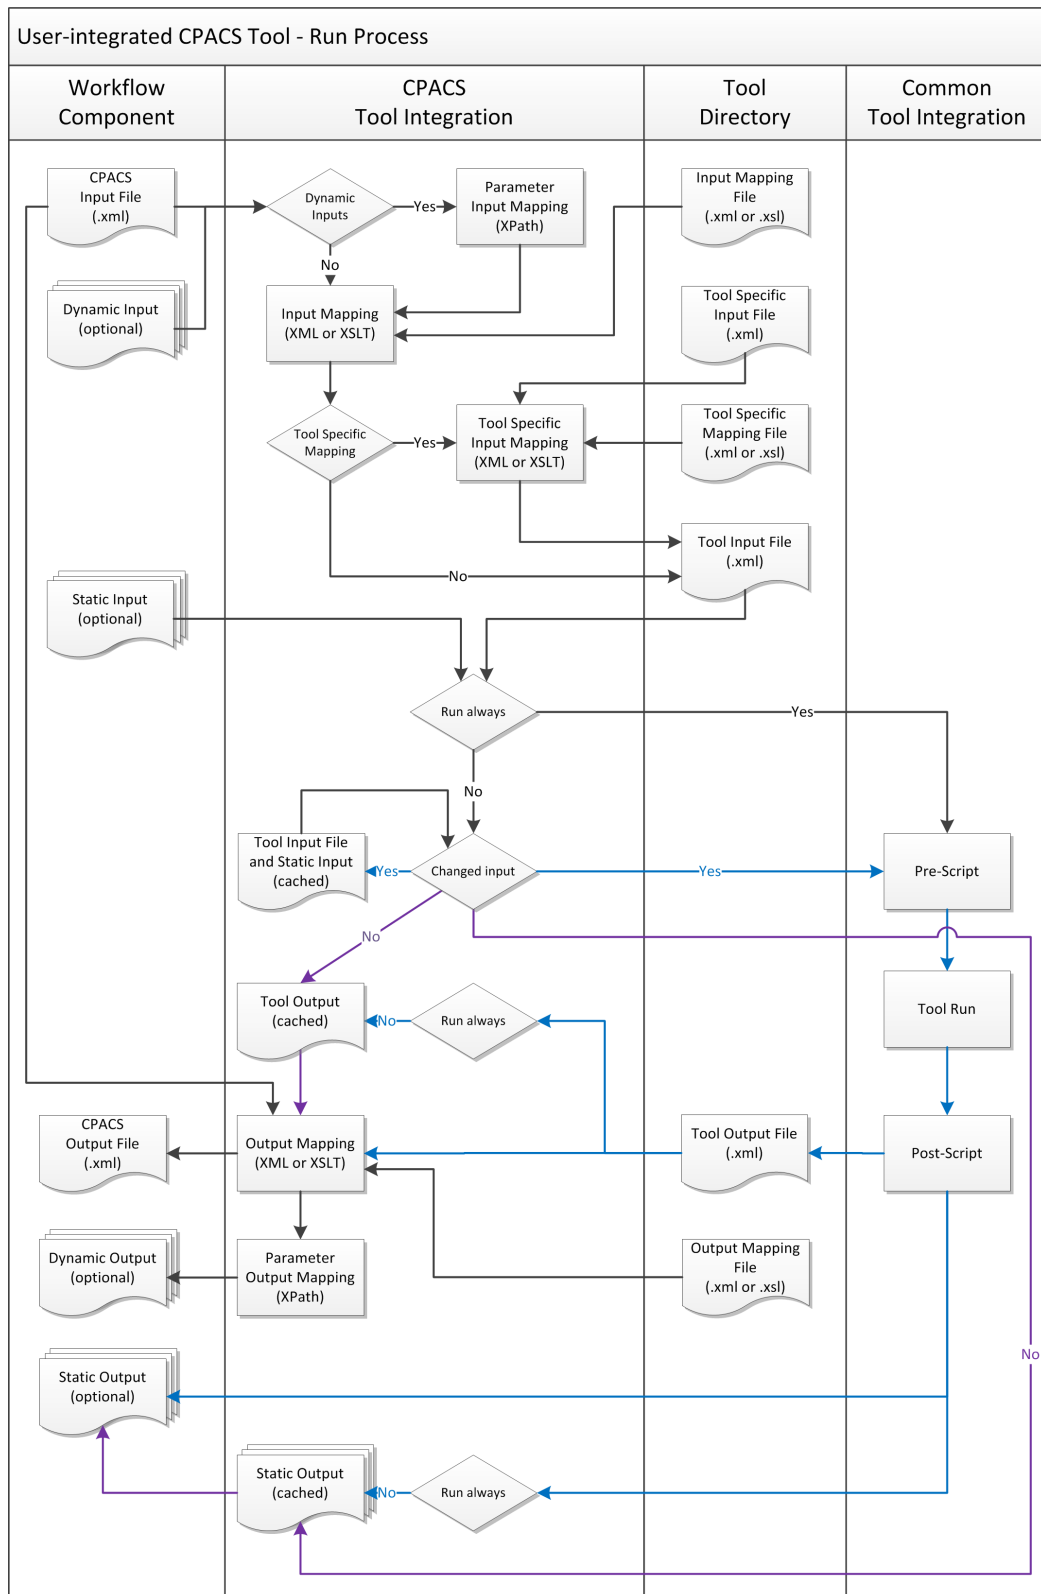 User-integrated CPACS Tool - Run Process
Workflow
Component
CPACS
Tool Integration
Tool
Directory
Common
Tool Integration
CPACS
Input File
(.xml)
Dynamic
Inputs
Yes
Parameter
Input Mapping
(XPath)
Input Mapping
File
(.xml or .xsl)
No
Dynamic Input
(optional)
Input Mapping
(XML or XSLT)
Tool Specific
Input File
(.xml)
Tool Specific
Mapping
Yes
Tool Specific
Input Mapping
(XML or XSLT)
Tool Specific
Mapping File
(.xml or .xsl)
Tool Input File
(.xml)
No
Static Input
(optional)
Run always
Yes
No
Tool Input File
and Static Input
(cached)
Yes
Changed input
Yes
Pre-Script
No
Tool Output
(cached)
No
Run always
Tool Run
CPACS
Output File
(.xml)
Output Mapping
(XML or XSLT)
Tool Output File
(.xml)
Post-Script
Dynamic Output
(optional)
Parameter
Output Mapping
(XPath)
Output Mapping
File
(.xml or .xsl)
No
Static Output
(optional)
Static Output
(cached)
No
Run always